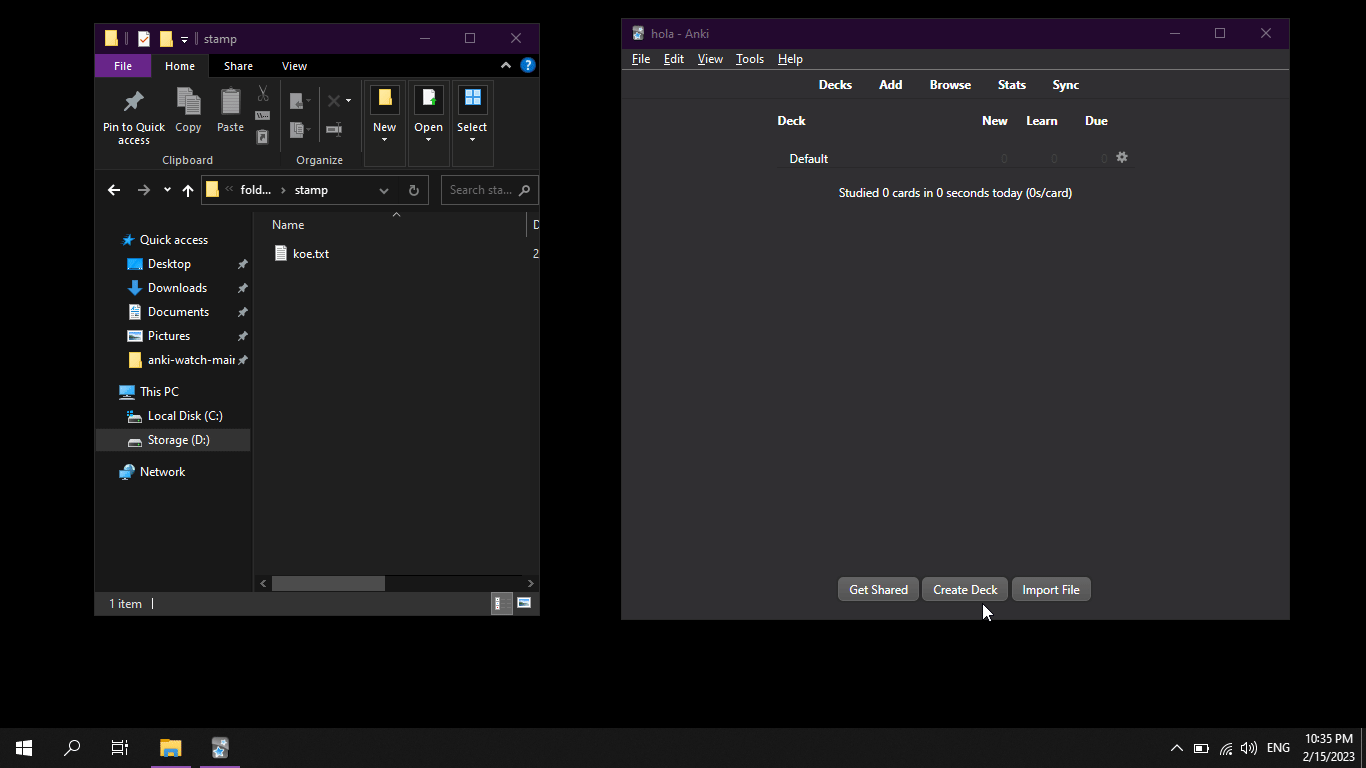 stamp
File Home Share View
Pin to Quick access
Copy
Paste
New
Open
Select
Clipboard
Organize
fold... stamp
Search sta...
Name
koe.txt
2
Quick access
Desktop
Downloads
Documents
Pictures
anki-watch-mair
This PC
Local Disk (C:)
Storage (D:)
Network
1 item
hola - Anki
File Edit View Tools Help
Decks Add Browse Stats Sync
Deck New Learn Due
Default 0 0 0
Studied 0 cards in 0 seconds today (0s/card)
Get Shared Create Deck Import File
ENG
10:35 PM
2/15/2023